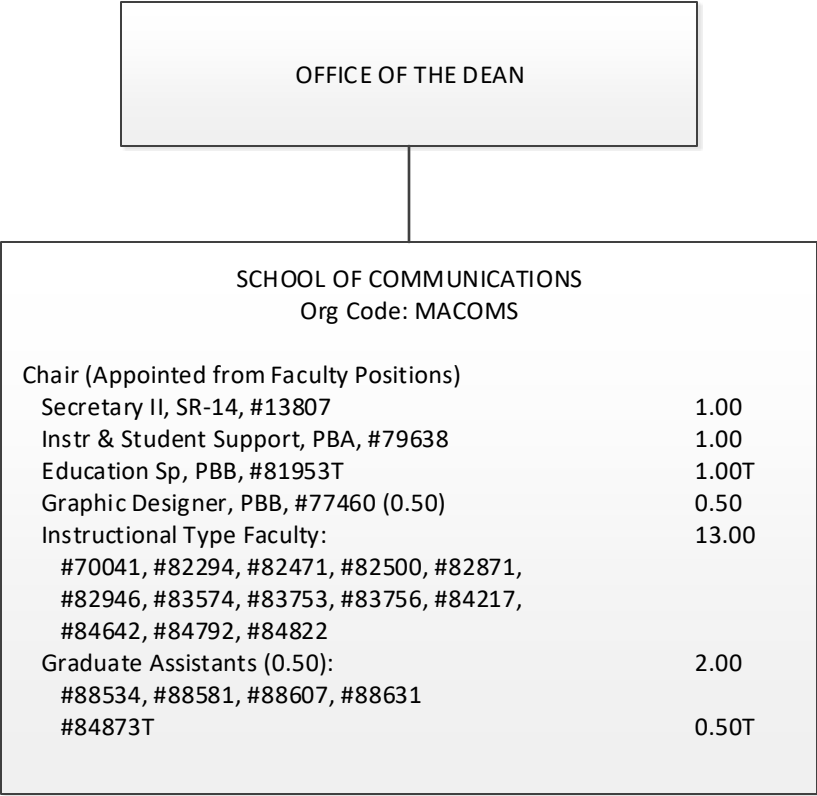 OFFICE OF THE DEAN
SCHOOL OF COMMUNICATIONS
Org Code: MACOMS
Chair (Appointed from Faculty Positions)
Secretary II, SR-14, #13807 1.00
Instr & Student Support, PBA, #79638 1.00
Education Sp, PBB, #81953T 1.00T
Graphic Designer, PBB, #77460 (0.50) 0.50
Instructional Type Faculty: 13.00
#70041, #82294, #82471, #82500, #82871,
#82946, #83574, #83753, #83756, #84217,
#84642, #84792, #84822
Graduate Assistants (0.50): 2.00
#88534, #88581, #88607, #88631
#84873T 0.50T